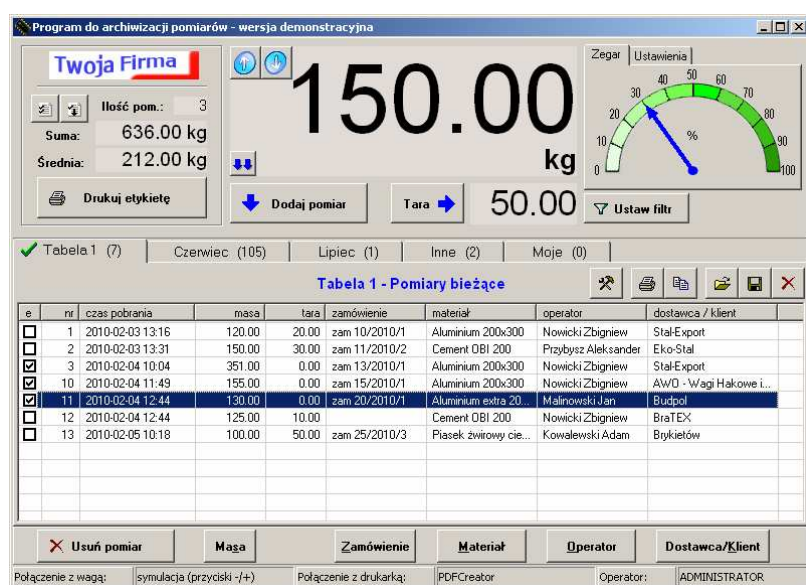 Program do archiwizacji pomiarów - wersja demonstracyjna
Twoja Firma
Ilość pom.: 3
Suma: 636.00 kg
Średnia: 212.00 kg
Drukuj etykietę
150.00
kg
Dodaj pomiar
Tara
50.00
Zegar Ustawienia
0 10 20 30 40 50 60 70 80 90 100
%
Ustaw filtr
Tabela 1 (7) Czerwiec (105) Lipiec (1) Inne (2) Moje (0)
Tabela 1 - Pomiary bieżące
e nr czas pobrania masa tara zamówienie materiał operator dostawca / klient
1 2010-02-03 13:16 120.00 20.00 zam 10/2010/1 Aluminium 200x300 Nowicki Zbigniew Stal-Export
2 2010-02-03 13:31 150.00 30.00 zam 11/2010/2 Cement OBI 200 Przybysz Aleksander Eko-Stal
3 2010-02-04 10:04 351.00 0.00 zam 13/2010/1 Aluminium 200x300 Nowicki Zbigniew Stal-Export
10 2010-02-04 11:49 155.00 0.00 zam 15/2010/1 Aluminium 200x300 Nowicki Zbigniew AWO - Wagi Hakowe i...
11 2010-02-04 12:44 130.00 0.00 zam 20/2010/1 Aluminium extra 20... Malinowski Jan Budpol
12 2010-02-04 12:44 125.00 10.00 Cement OBI 200 Nowicki Zbigniew BraTEX
13 2010-02-05 10:18 100.00 50.00 zam 25/2010/3 Piasek żwirowy cie... Kowalewski Adam Brykietów
Usuń pomiar Masa Zamówienie Materiał Operator Dostawca/Klient
Połączenie z wagą: symulacja (przyciski -/+) Połączenie z drukarką: PDFCreator Operator: ADMINISTRATOR